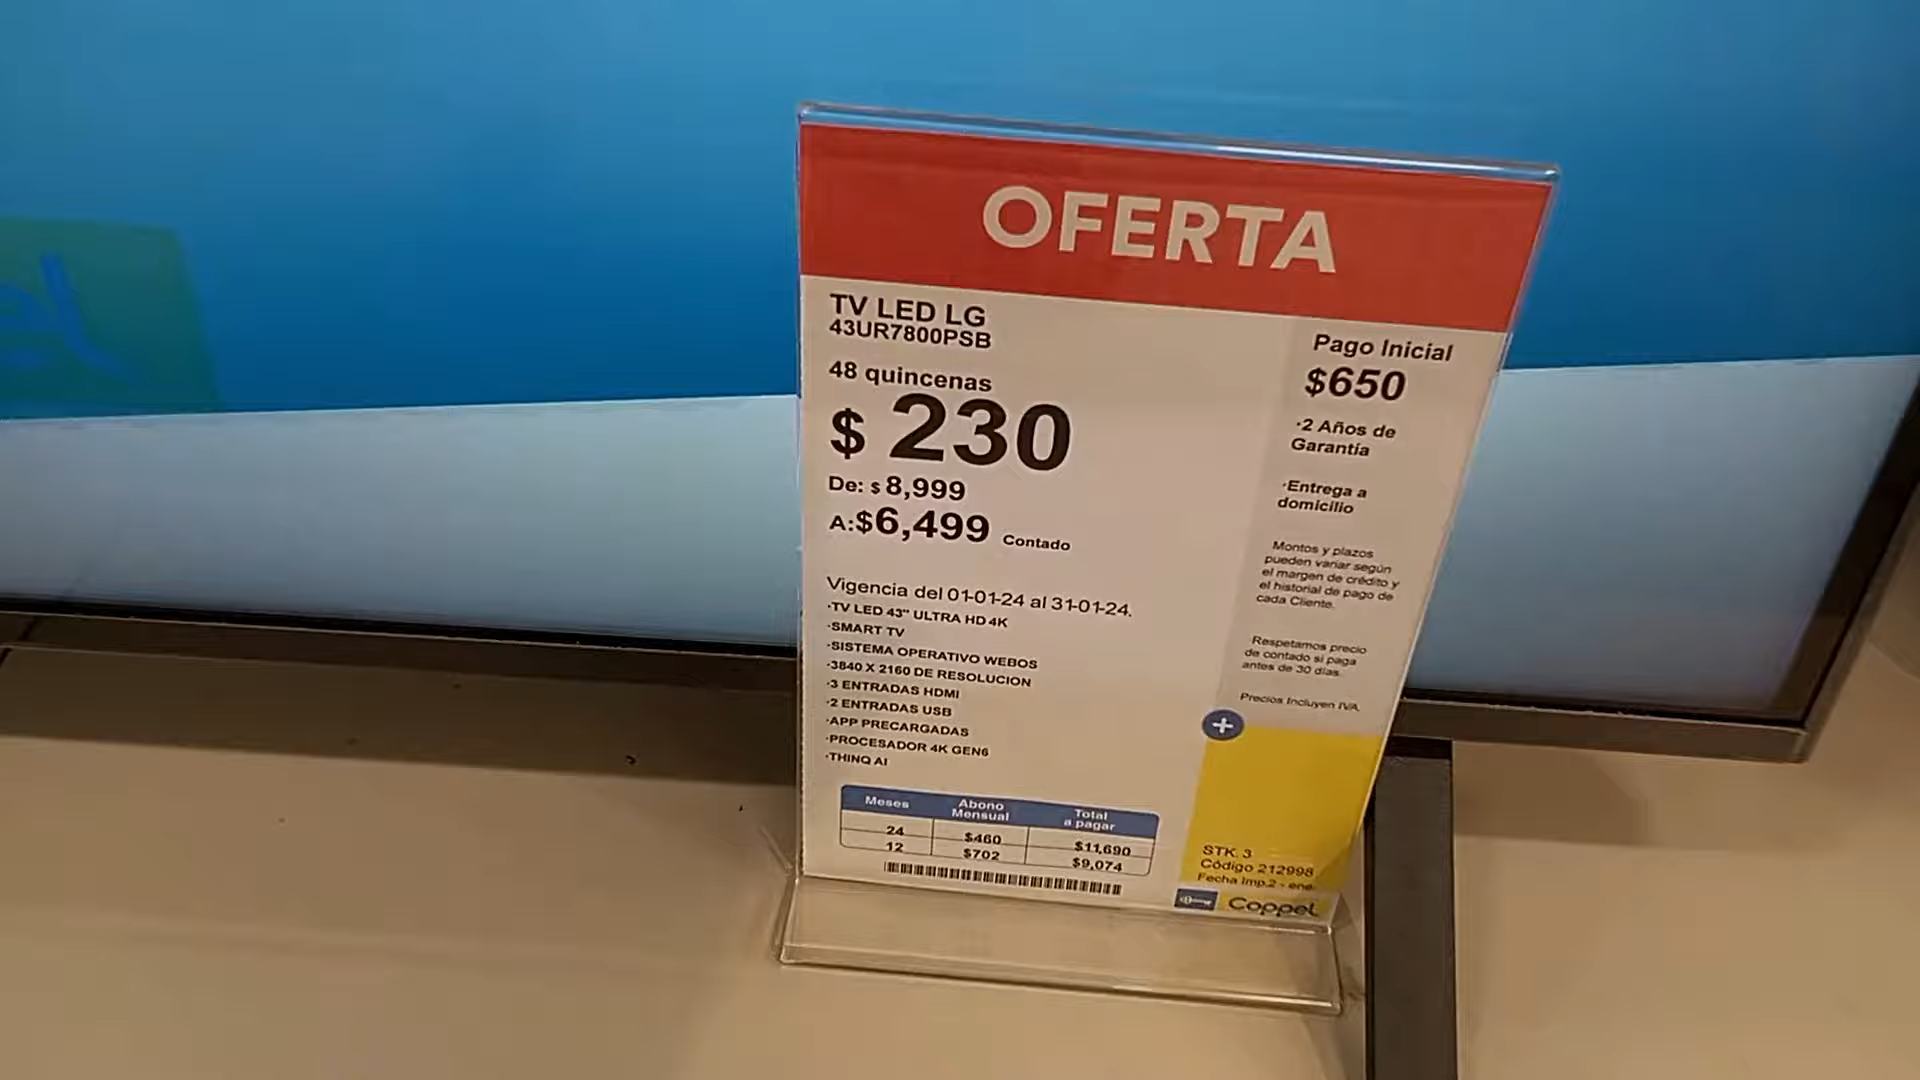 OFERTA
TV LED LG
43UR7800PSB
48 quincenas
$ 230
De: $ 8,999
A:$6,499 Contado
Vigencia del 01-01-24 al 31-01-24.
·TV LED 43" ULTRA HD 4K
·SMART TV
·SISTEMA OPERATIVO WEBOS
·3840 X 2160 DE RESOLUCION
·3 ENTRADAS HDMI
·2 ENTRADAS USB
·APP PRECARGADAS
·PROCESADOR 4K GEN6
·THINQ AI
Meses Abono Mensual Total a pagar
24 $460 $11,690
12 $702 $9,074
Pago Inicial
$650
·2 Años de
Garantía
·Entrega a
domicilio
Montos y plazos
pueden variar según
el margen de crédito y
el historial de pago de
cada Cliente.
Respetamos precio
de contado si paga
antes de 30 días.
Precios Incluyen IVA.
STK. 3
Código 212998
Fecha Imp.2 - ene
Coppel
el